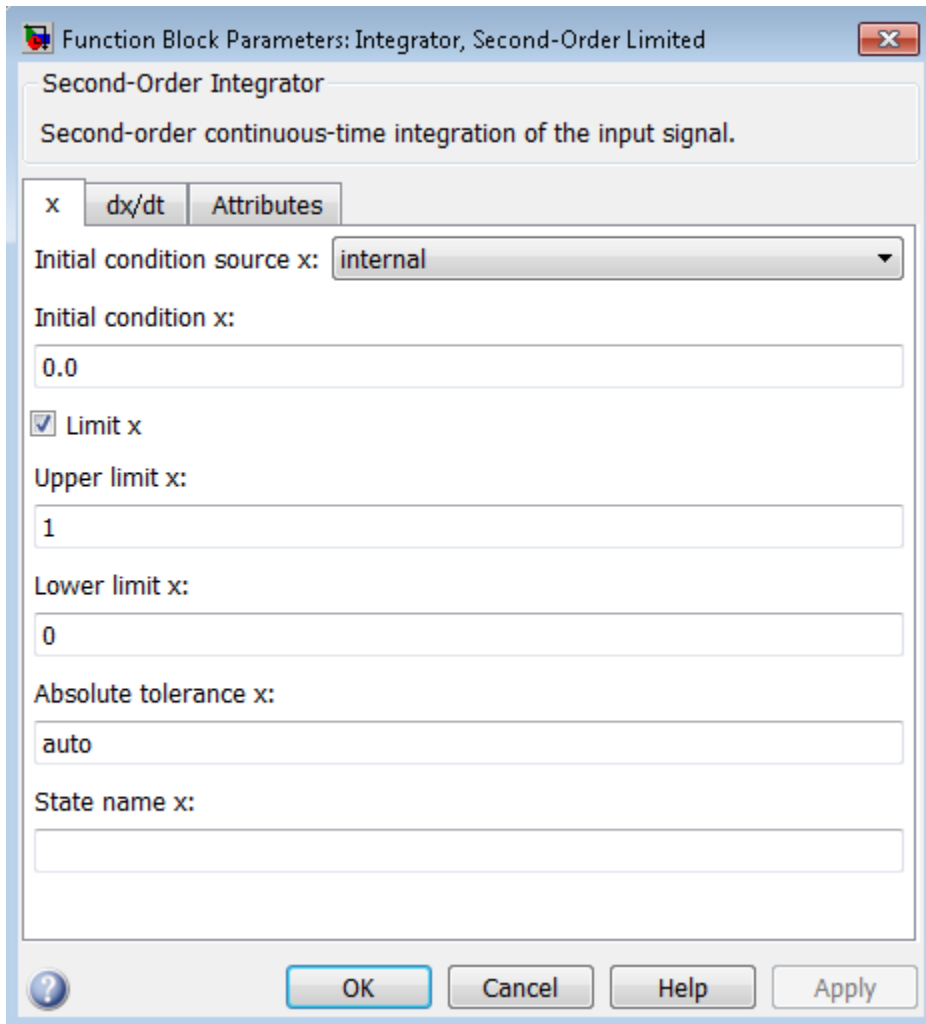 Function Block Parameters: Integrator, Second-Order Limited
Second-Order Integrator
Second-order continuous-time integration of the input signal.
x dx/dt Attributes
Initial condition source x: internal
Initial condition x:
0.0
Limit x
Upper limit x:
1
Lower limit x:
0
Absolute tolerance x:
auto
State name x:
? OK Cancel Help Apply